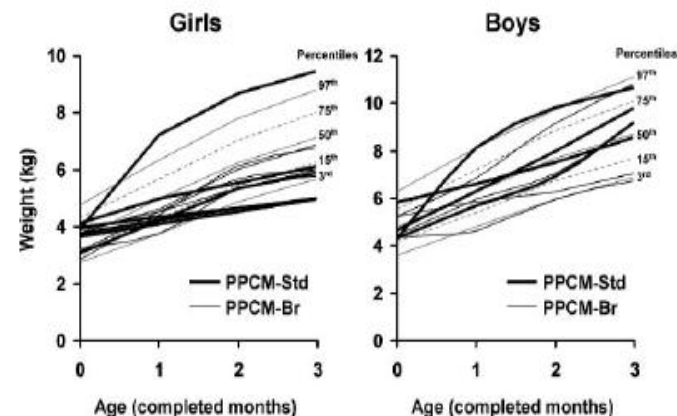 Girls
Boys
Percentiles
97th
75th
50th
15th
3rd
Percentiles
97th
75th
50th
15th
3rd
Weight (kg)
10
8
6
4
2
0
12
10
8
6
4
2
0
PPCM-Std
PPCM-Br
PPCM-Std
PPCM-Br
0 1 2 3
0 1 2 3
Age (completed months)
Age (completed months)